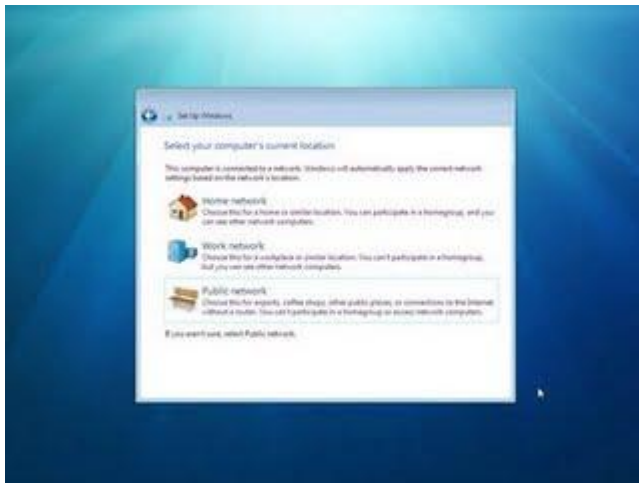 Set Up Windows
Select your computer's current location
This computer is connected to a network. Windows will automatically apply the correct network
settings based on the network's location.
Home network
Choose this for a home or similar location. You can participate in a homegroup, and you
can see other network computers.
Work network
Choose this for a workplace or similar location. You can't participate in a homegroup,
but you can see other network computers.
Public network
Choose this for airports, coffee shops, other public places, or connections to the Internet
without a router. You can't participate in a homegroup or access network computers.
If you aren't sure, select Public network.